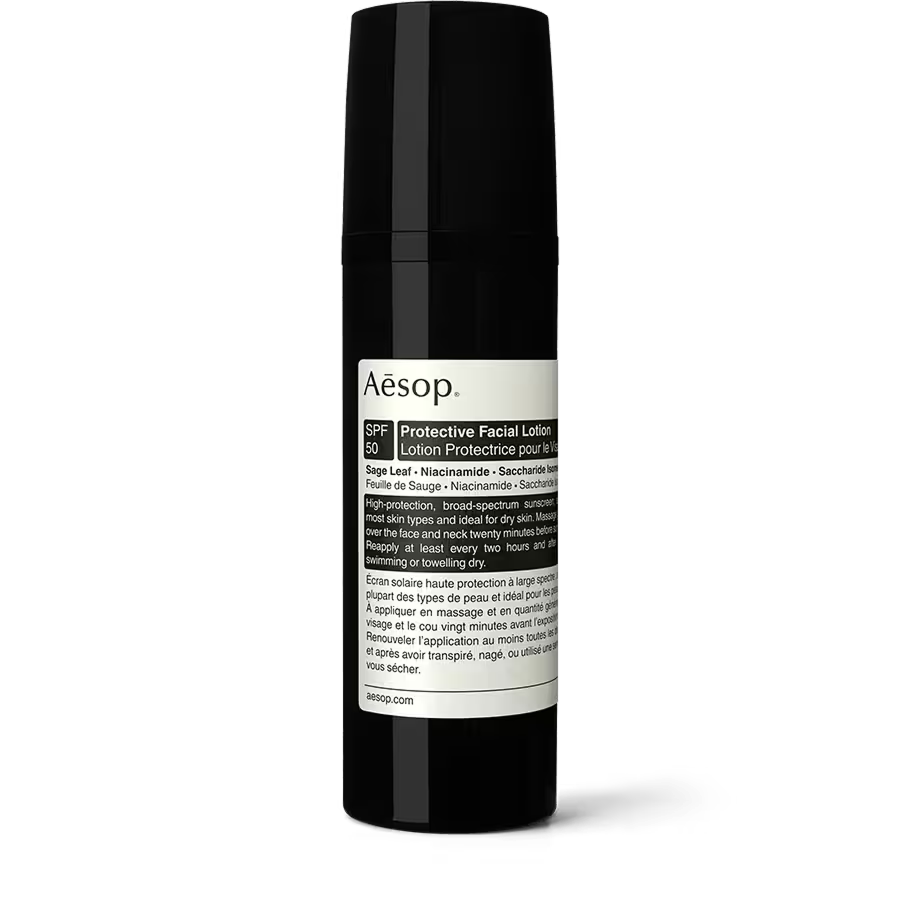 Aēsop®
SPF 50
Protective Facial Lotion
Lotion Protectrice pour le
Sage Leaf • Niacinamide • Saccharide
Feuille de Sauge • Niacinamide • Saccharide
High-protection, broad-spectrum sunscreen,
most skin types and ideal for dry skin. Massage
over the face and neck twenty minutes before
Reapply at least every two hours and after
swimming or towelling dry.
Écran solaire haute protection à large spectre,
plupart des types de peau et idéal pour les
À appliquer en massage et en quantité
visage et le cou vingt minutes avant
Renouveler l'application au moins toutes les
et après avoir transpiré, nagé, ou utilisé une
vous sécher.
aesop.com